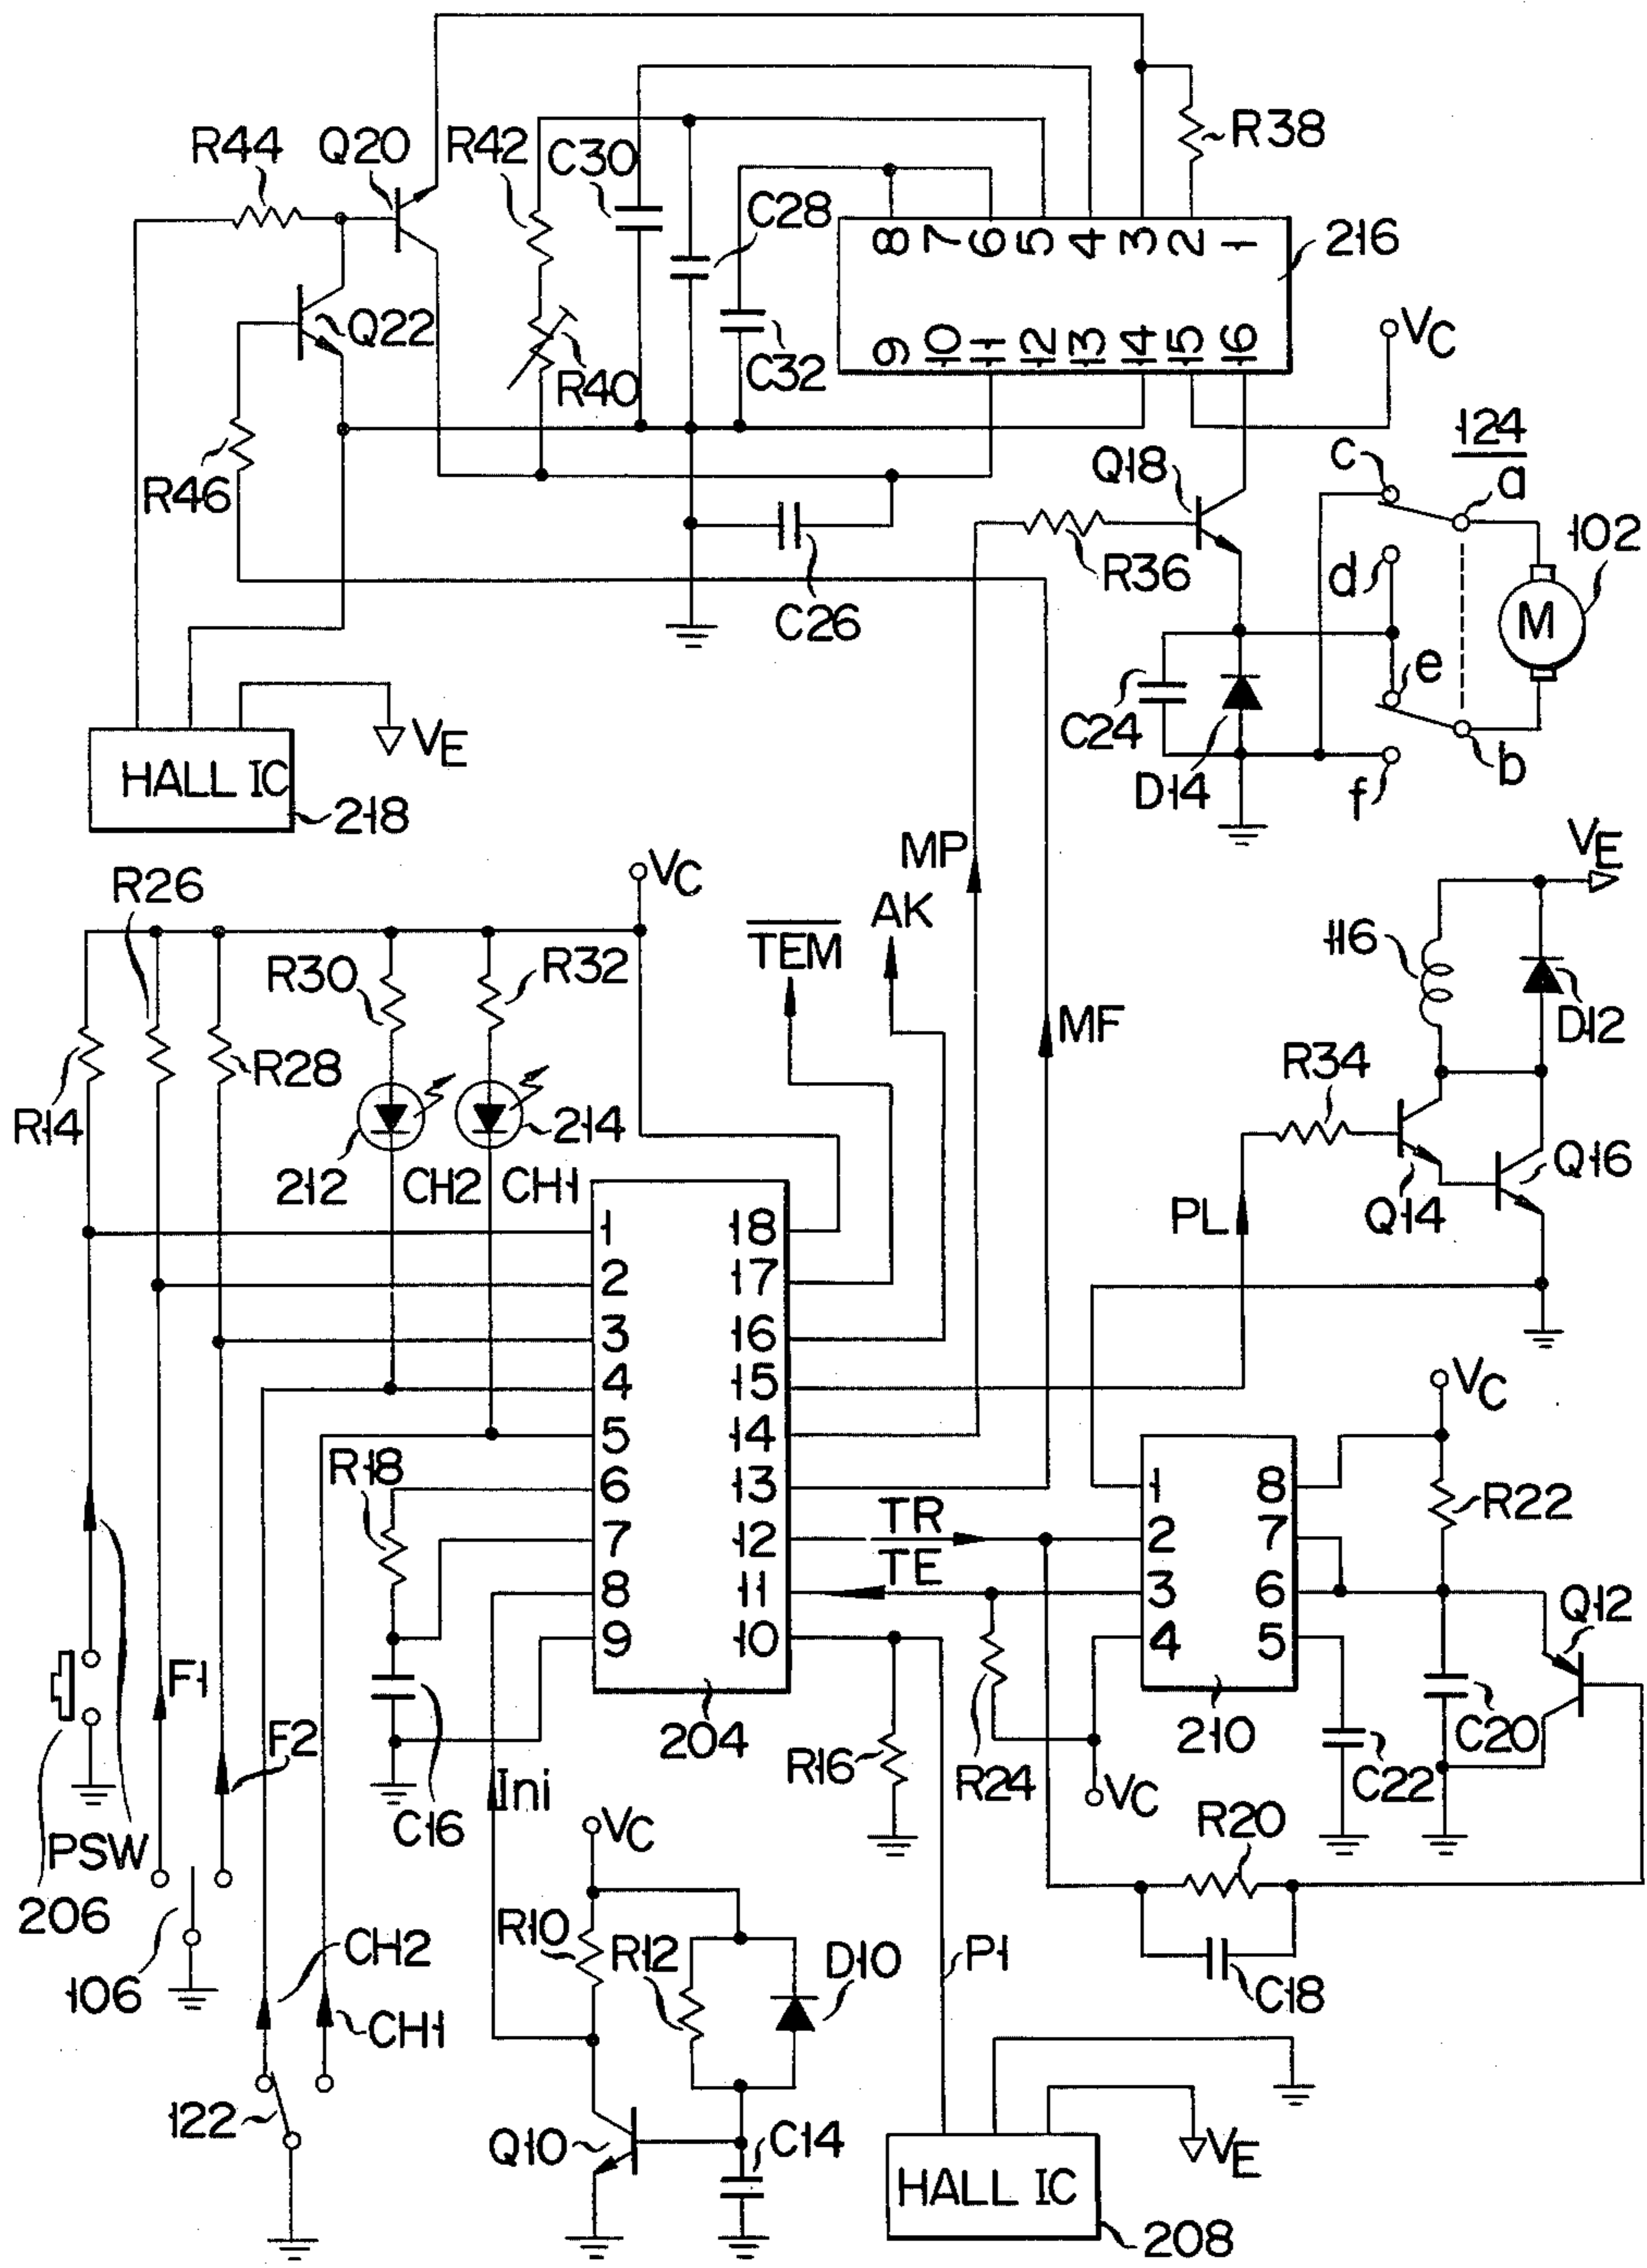 R44
Q20
R42
C30
C28
R38
8 7 6 5 4 3 2 1
216
Q22
R40
C32
9 10 11 12 13 14 15 16
VC
R46
Q18
124
c
a
102
R36
d
M
C26
e
C24
D14
b
f
VE
HALL IC
218
MP
VE
R26
VC
AK
TEM
116
R30
R32
MF
D12
R14
R28
R34
212
CH2
CH1
214
PL
Q14
Q16
1
18
2
17
3
16
4
15
5
14
6
13
7
12
8
11
9
10
204
R18
VC
TR
TE
1
8
2
7
3
6
4
5
210
R22
Q12
F1
F2
C16
Ini
R16
R24
VC
C22
C20
PSW
206
VC
R20
106
CH2
R10
R12
D10
P1
C18
CH1
122
Q10
C14
VE
HALL IC
208